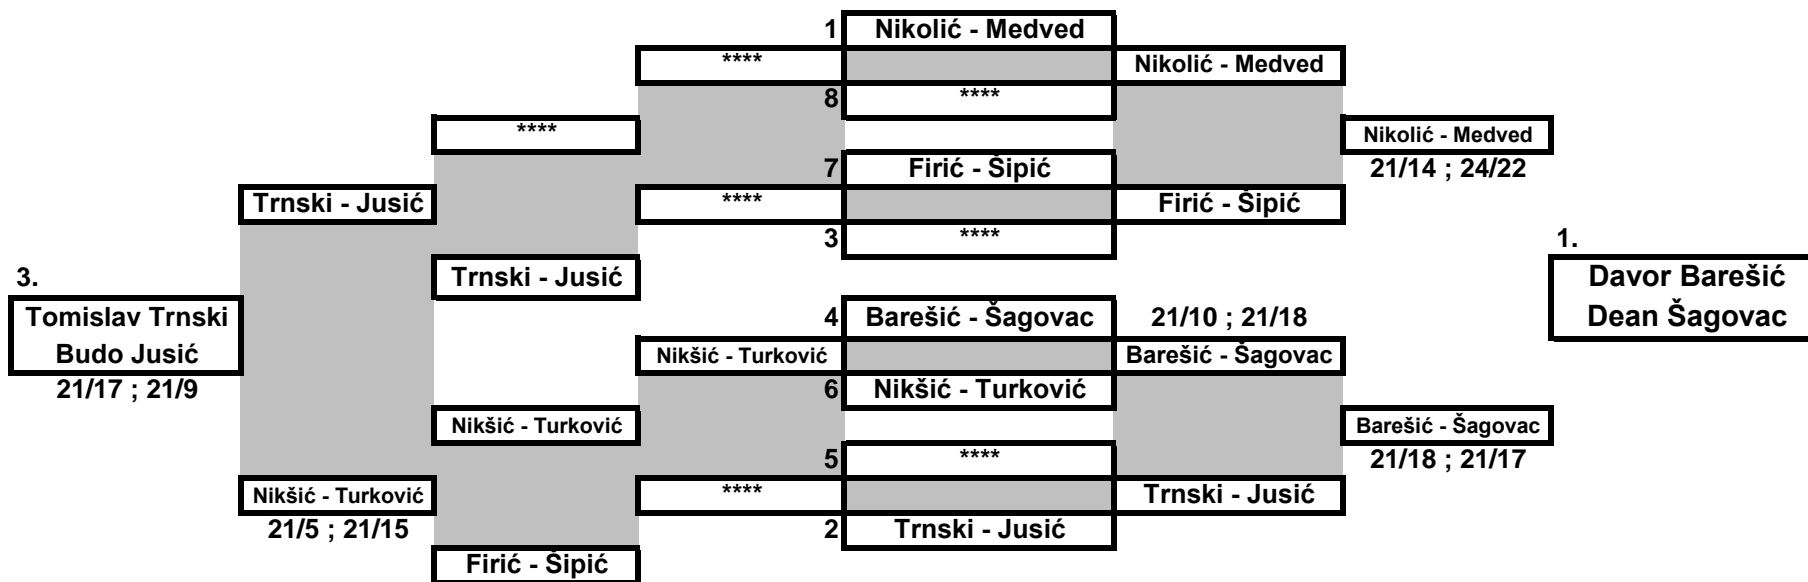 1 Nikolić - Medved
**** Nikolić - Medved
8 ****
**** Nikolić - Medved
7 Firić - Šipić 21/14 ; 24/22
Trnski - Jusić **** Firić - Šipić
3 **** 1.
3. Trnski - Jusić Davor Barešić
Tomislav Trnski 4 Barešić - Šagovac 21/10 ; 21/18 Dean Šagovac
Budo Jusić Nikšić - Turković Barešić - Šagovac
21/17 ; 21/9 6 Nikšić - Turković
Nikšić - Turković Barešić - Šagovac
5 **** 21/18 ; 21/17
Nikšić - Turković **** Trnski - Jusić
21/5 ; 21/15 2 Trnski - Jusić
Firić - Šipić